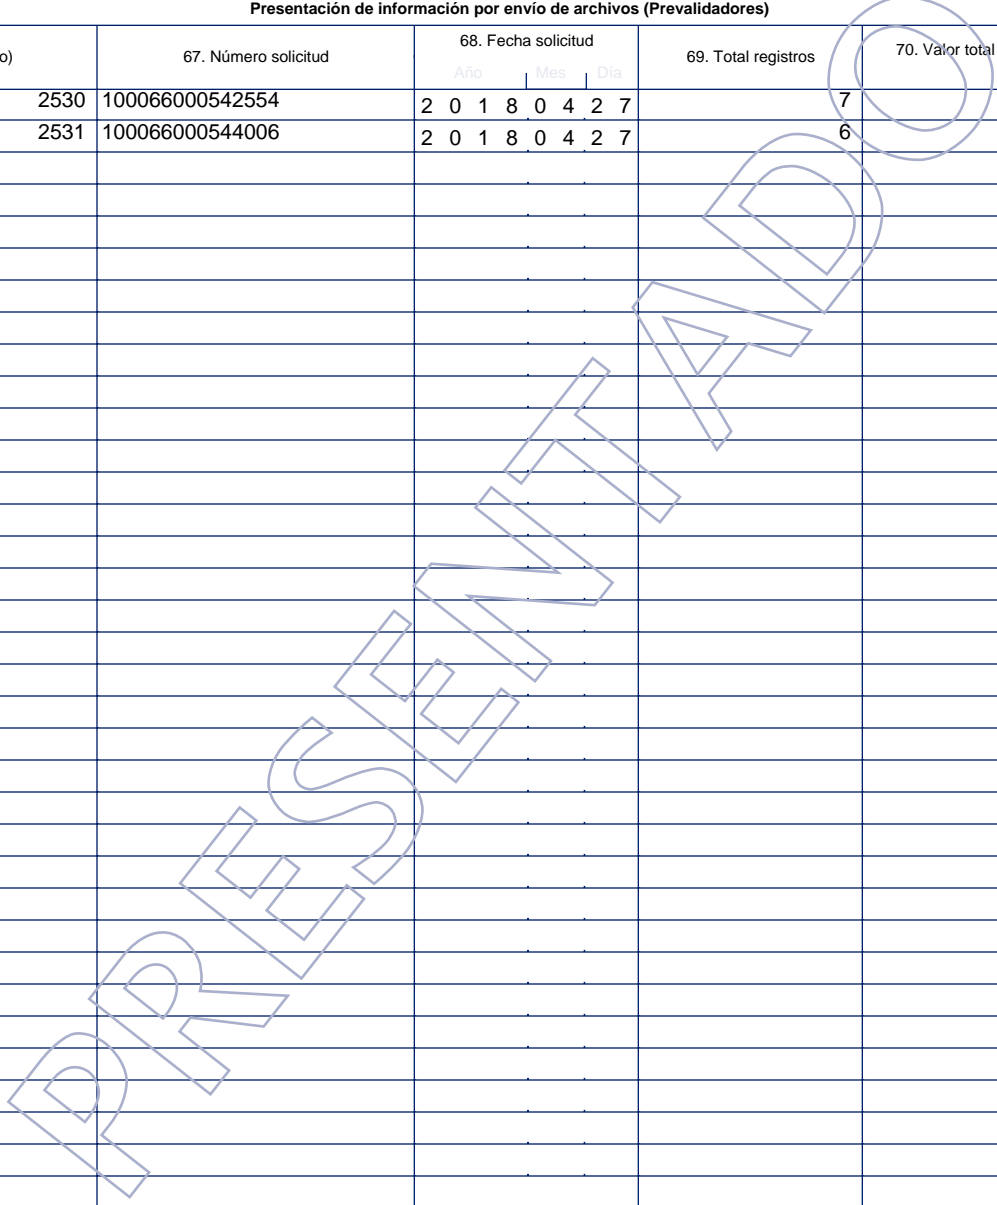 Presentación de información por envío de archivos (Prevalidadores)
o) 67. Número solicitud 68. Fecha solicitud 69. Total registros 70. Valor total
Año Mes Día
2530 100066000542554 2 0 1 8 0 4 2 7 7
2531 100066000544006 2 0 1 8 0 4 2 7 6
PRESENTADO